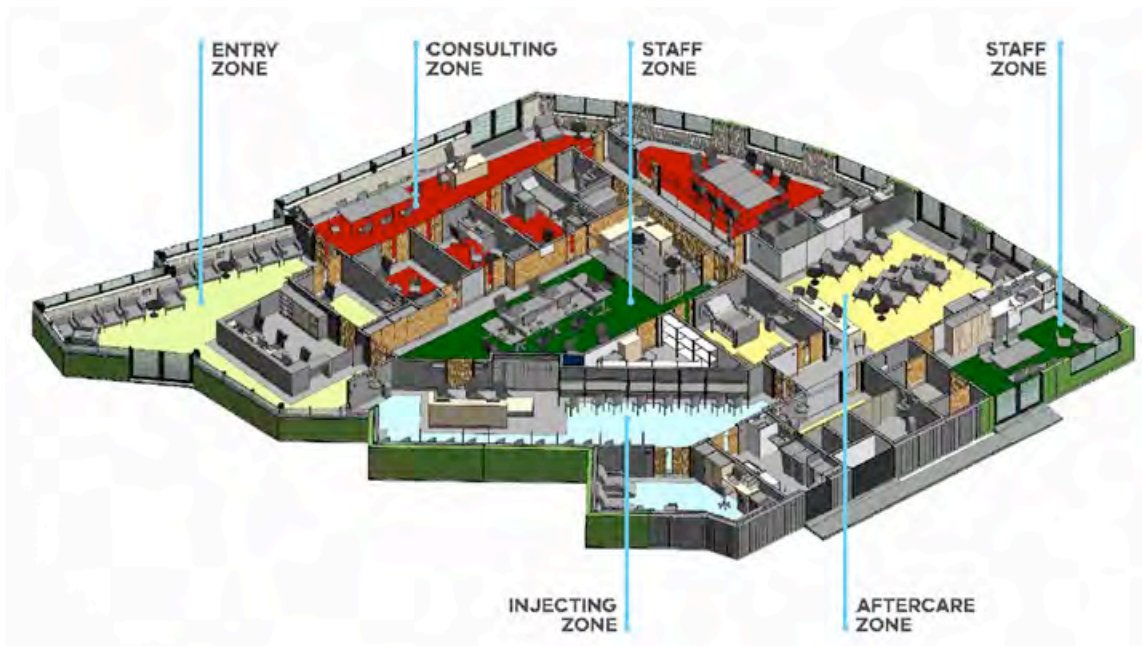 ENTRY
ZONE
CONSULTING
ZONE
STAFF
ZONE
STAFF
ZONE
INJECTING
ZONE
AFTERCARE
ZONE